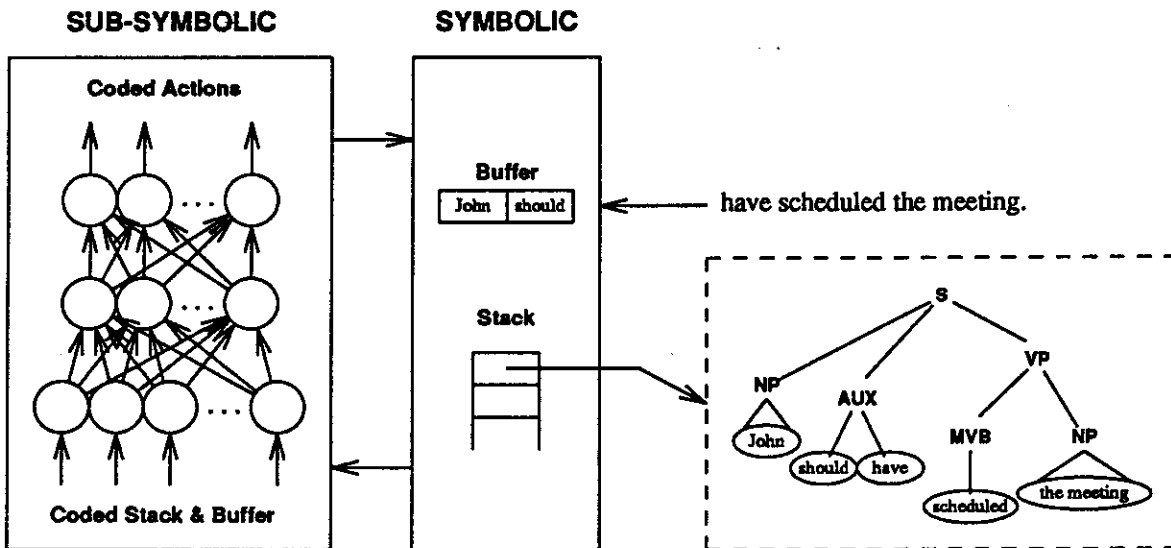 SUB-SYMBOLIC
SYMBOLIC
Coded Actions
Buffer
John should
have scheduled the meeting.
Stack
S
NP
AUX
VP
John
should
have
MVB
NP
scheduled
the meeting
Coded Stack & Buffer